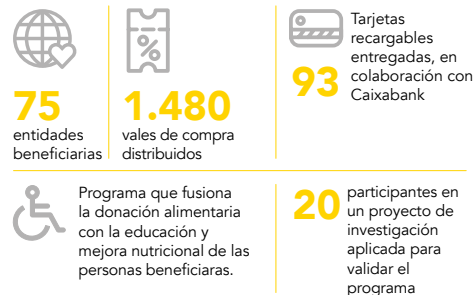 75
entidades
beneficiarias
%
1.480
vales de compra
distribuidos
93
Tarjetas
recargables
entregadas, en
colaboración con
Caixabank
Programa que fusiona
la donación alimentaria
con la educación y
mejora nutricional de las
personas beneficiaras.
20
participantes en
un proyecto de
investigación
aplicada para
validar el
programa